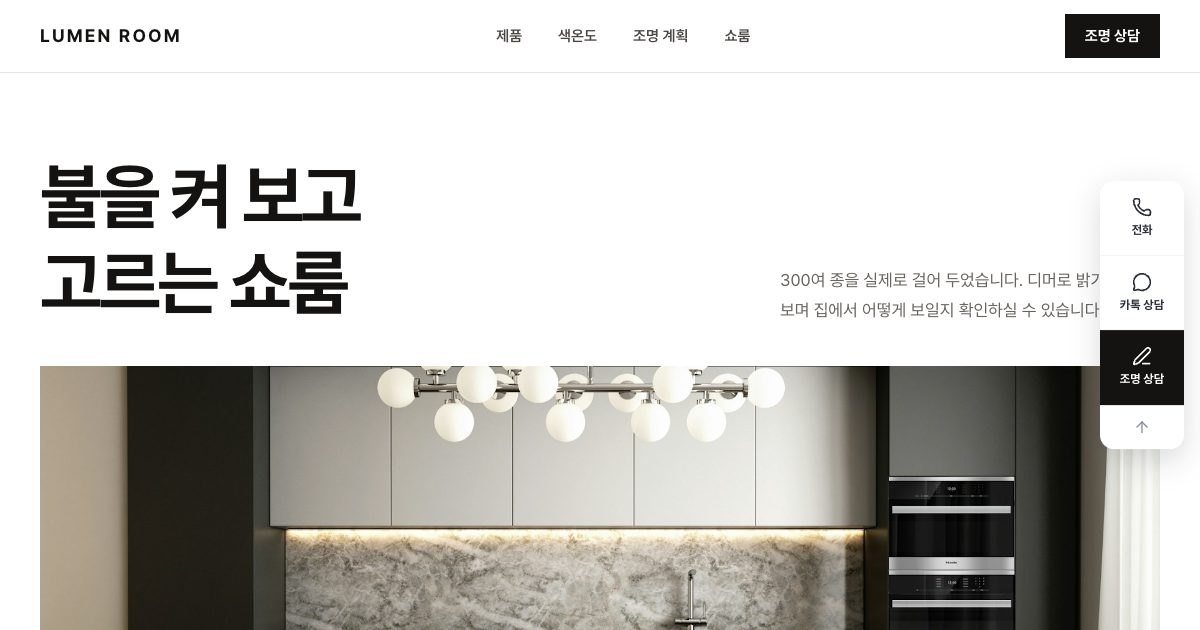 LUMEN ROOM
제품
색온도
조명 계획
쇼룸
조명 상담
불을 켜 보고
고르는 쇼룸
300여 종을 실제로 걸어 두었습니다. 디머로 밝기
보며 집에서 어떻게 보일지 확인하실 수 있습니다
전화
카톡 상담
조명 상담